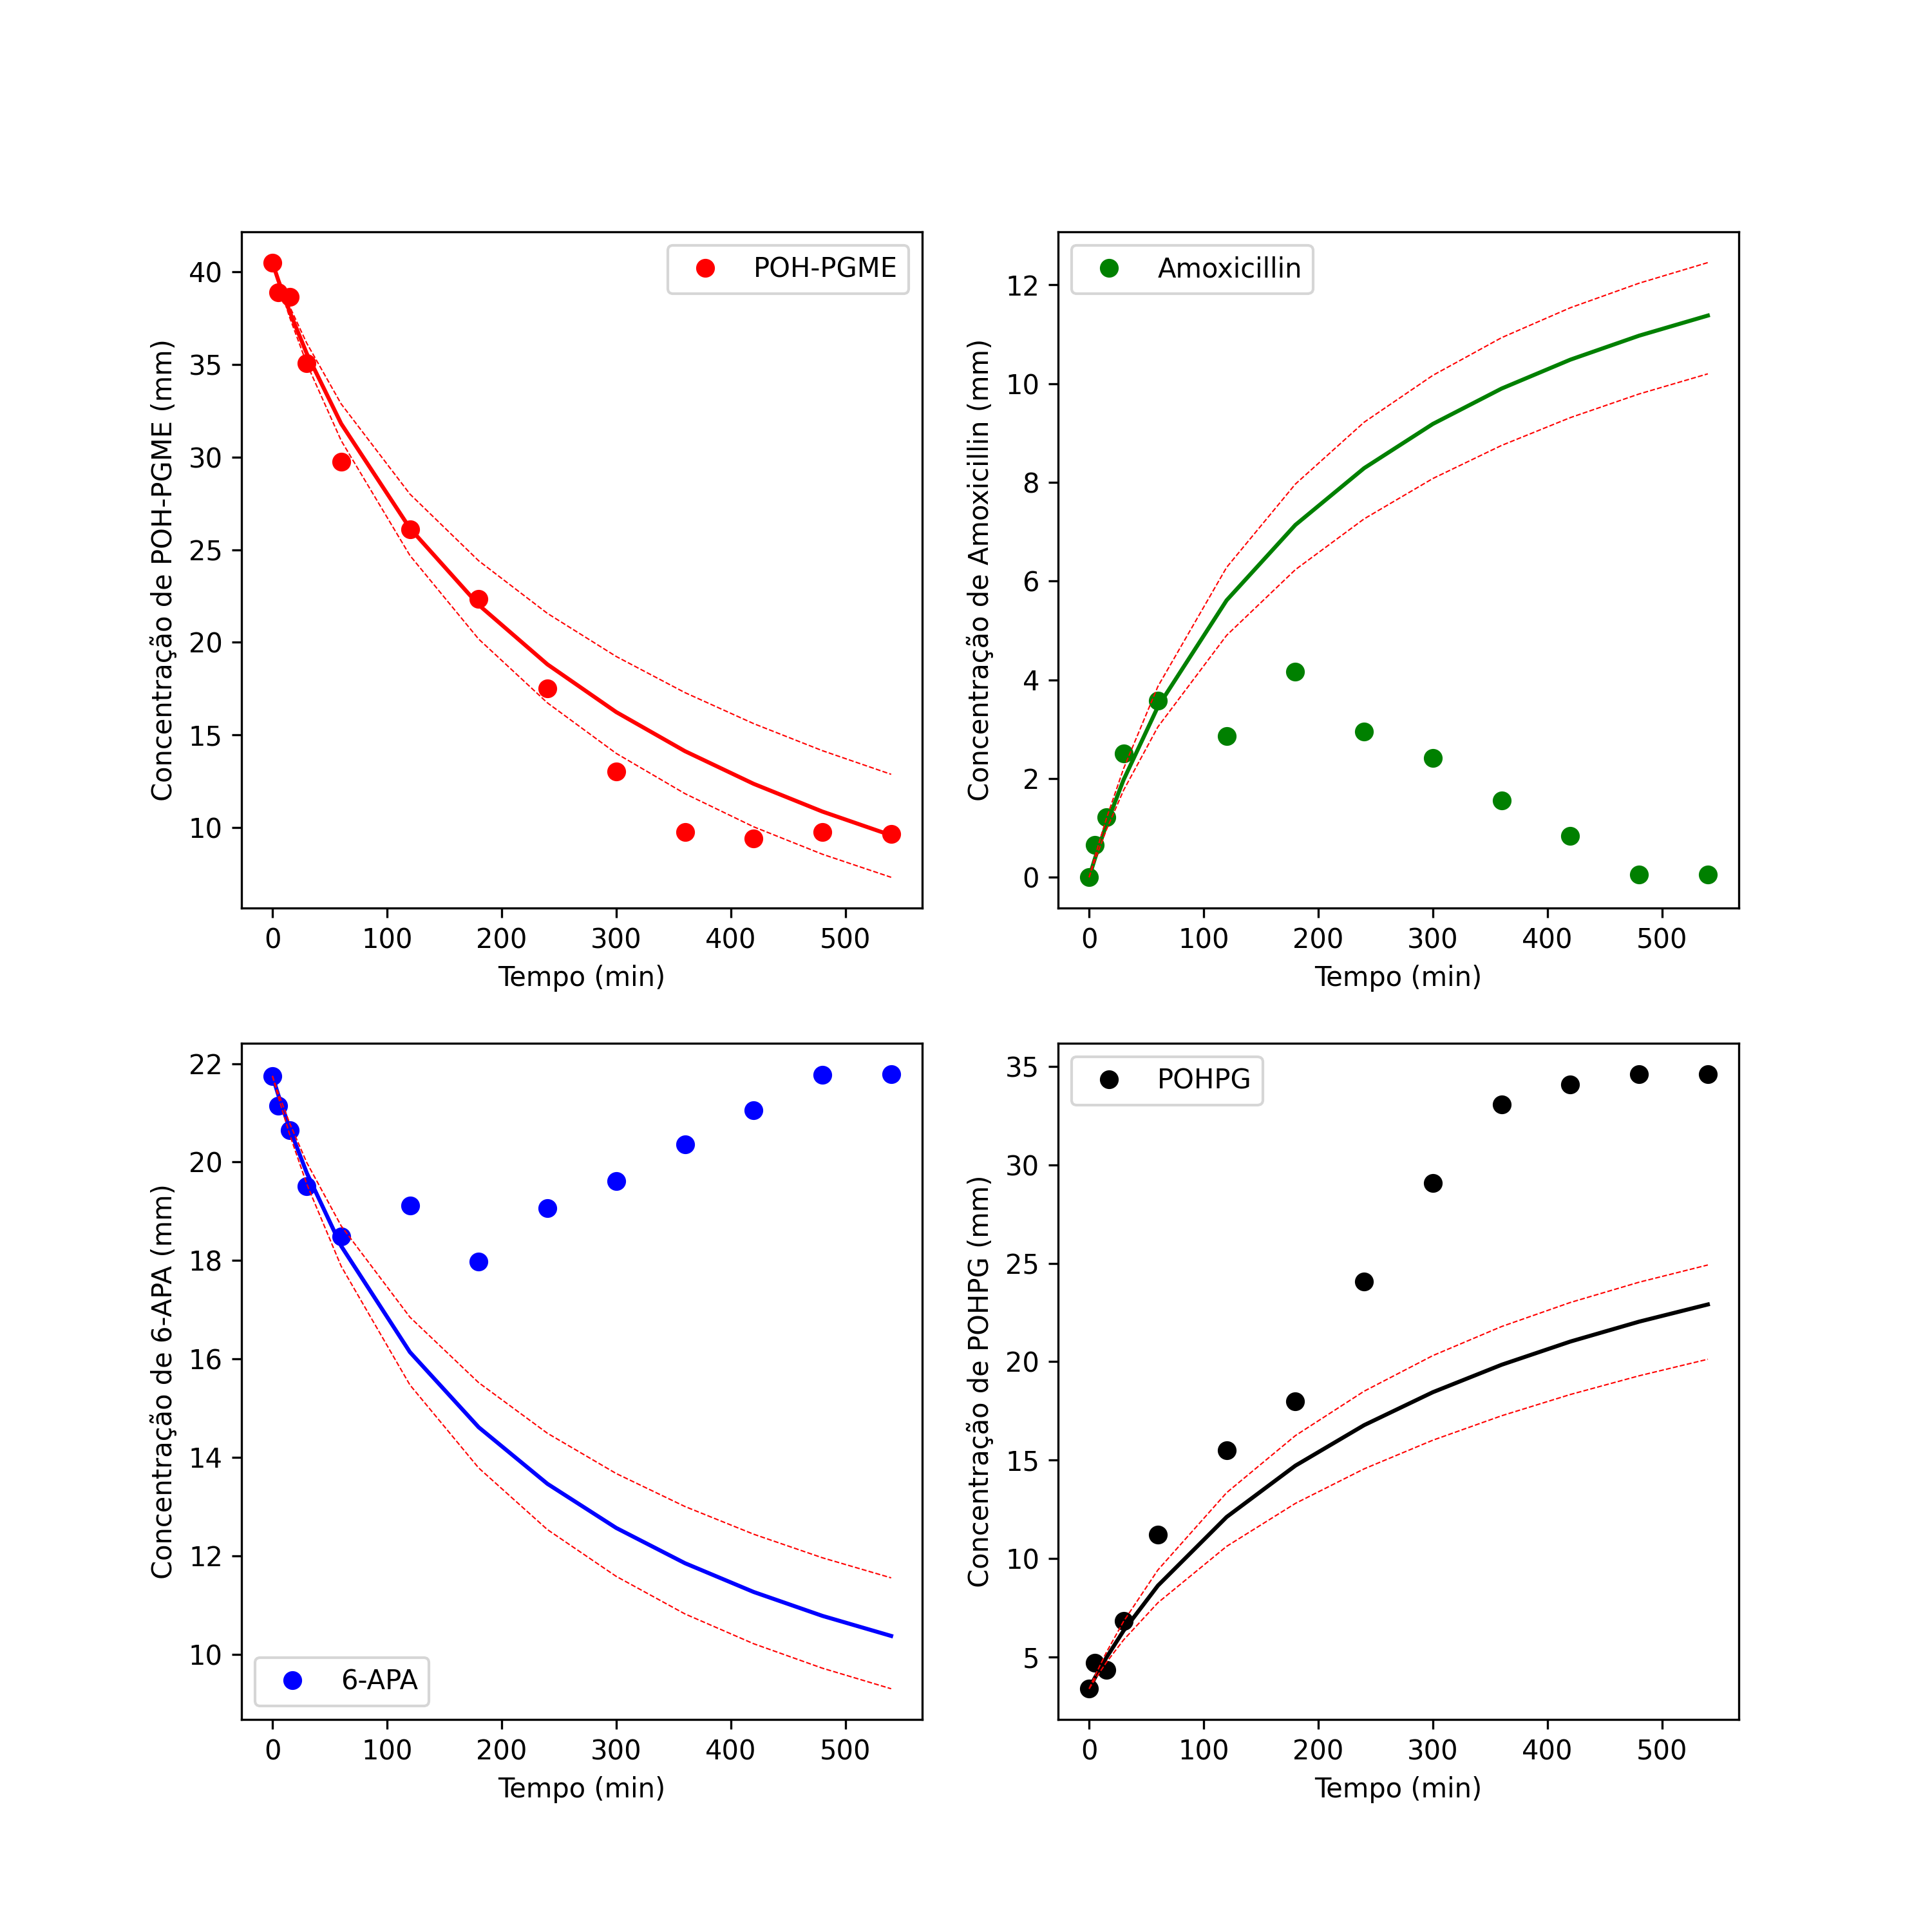 POH-PGME
Concentração de POH-PGME (mm)
40
35
30
25
20
15
10
0 100 200 300 400 500
Tempo (min)
Amoxicillin
Concentração de Amoxicillin (mm)
12
10
8
6
4
2
0
0 100 200 300 400 500
Tempo (min)
Concentração de 6-APA (mm)
22
20
18
16
14
12
10
6-APA
0 100 200 300 400 500
Tempo (min)
POHPG
Concentração de POHPG (mm)
35
30
25
20
15
10
5
0 100 200 300 400 500
Tempo (min)